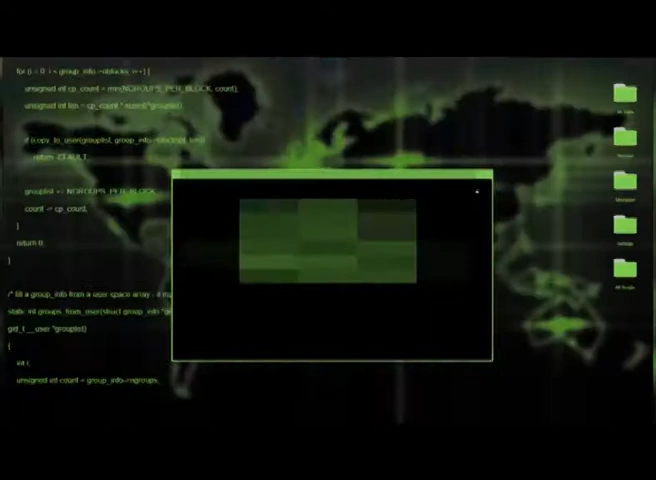 for (i = 0; i < group_info->nblocks; i++) {
unsigned int cp_count = min(NGROUPS_PER_BLOCK, count);
unsigned int len = cp_count * sizeof(*grouplist);
if (copy_to_user(grouplist, group_info->blocks[i], len))
return -EFAULT;
grouplist += NGROUPS_PER_BLOCK;
count -= cp_count;
}
return 0;
}
/* fill a group_info from a user space array - it
static int groups_from_user(struct group_info
gid_t __user *grouplist)
{
int i;
unsigned int count = group_info->ngroups;